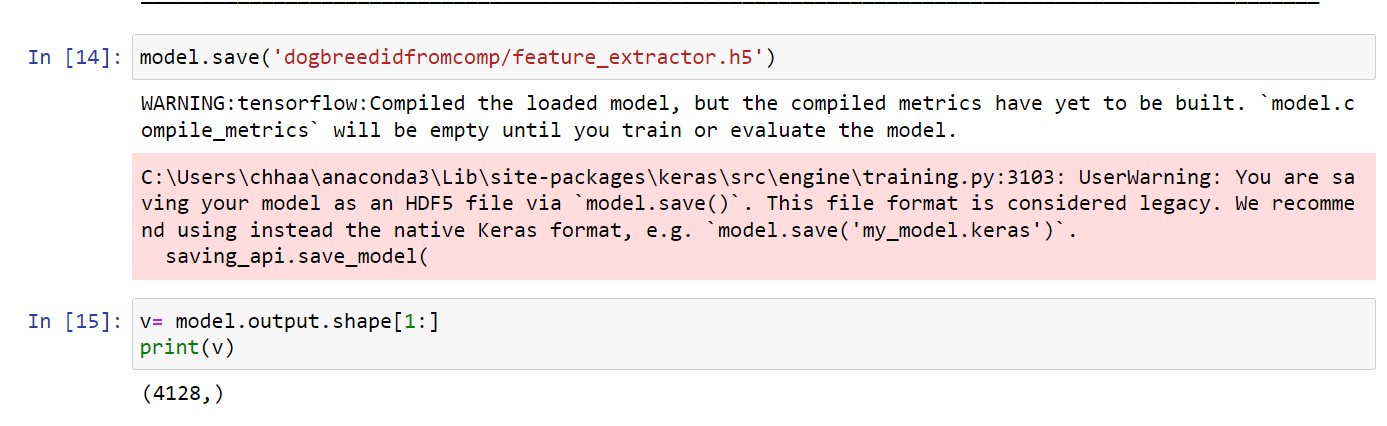 In [14]: model.save('dogbreedidfromcomp/feature_extractor.h5')
WARNING:tensorflow:Compiled the loaded model, but the compiled metrics have yet to be built. `model.c
ompile_metrics` will be empty until you train or evaluate the model.
C:\Users\chhaa\anaconda3\Lib\site-packages\keras\src\engine\training.py:3103: UserWarning: You are sa
ving your model as an HDF5 file via `model.save()`. This file format is considered legacy. We recomme
nd using instead the native Keras format, e.g. `model.save('my_model.keras')`.
  saving_api.save_model(
In [15]: v= model.output.shape[1:]
print(v)
(4128,)